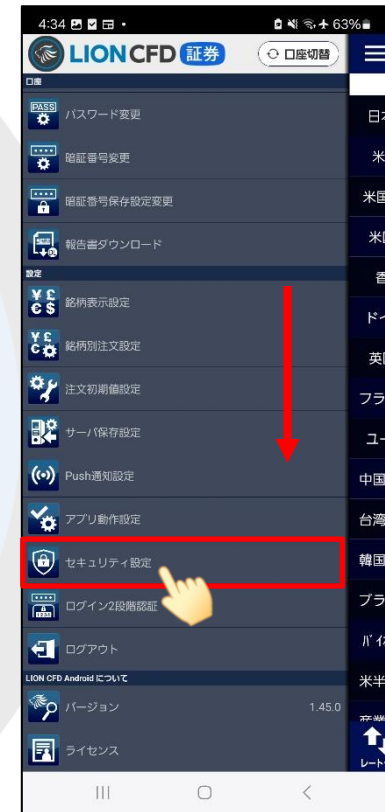 4:34
63%
LION CFD 証券
口座切替
口座
PASS
パスワード変更
暗証番号変更
暗証番号保存設定変更
報告書ダウンロード
設定
¥ £ € $
銘柄表示設定
¥ £ €
銘柄別注文設定
注文初期値設定
サーバ保存設定
Push通知設定
アプリ動作設定
セキュリティ設定
ログイン2段階認証
ログアウト
LION CFD Android について
バージョン
1.45.0
ライセンス
日
米
米国
米
香
ドイ
英
フラ
ユー
中国
台湾
韓国
ブラ
バイ
米半
レート